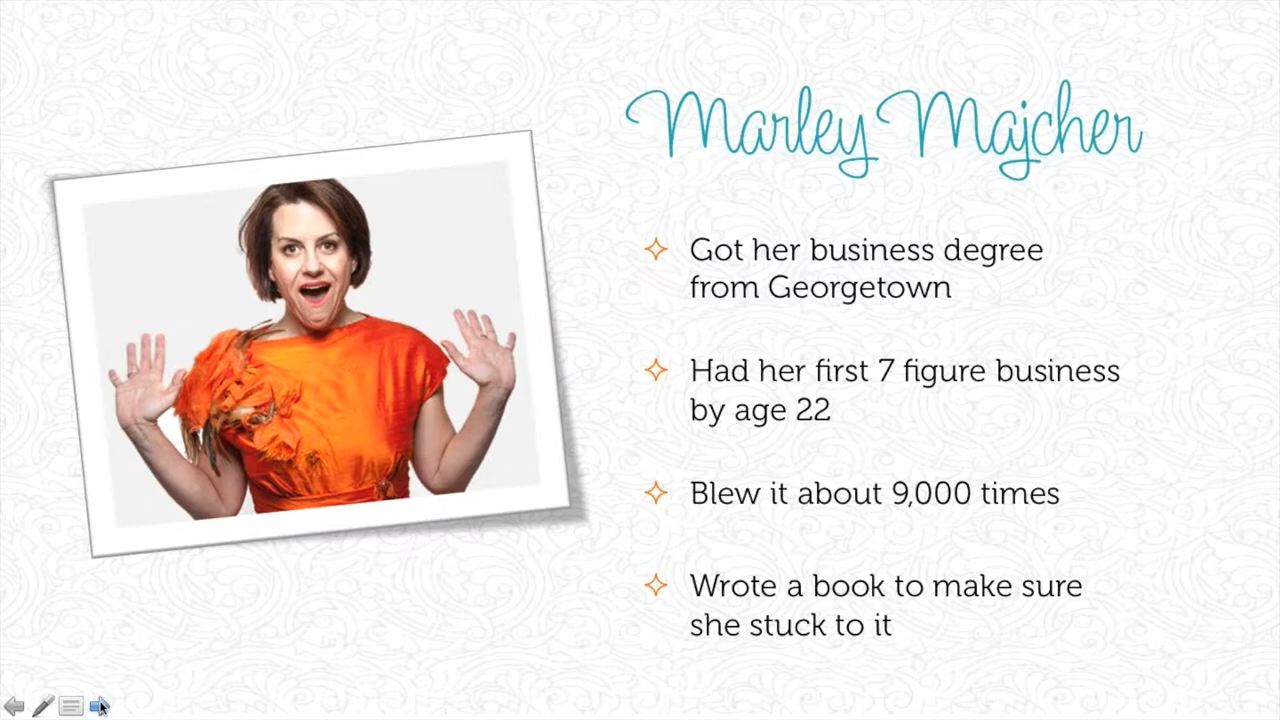 Marley Majcher
Got her business degree
from Georgetown
Had her first 7 figure business
by age 22
Blew it about 9,000 times
Wrote a book to make sure
she stuck to it